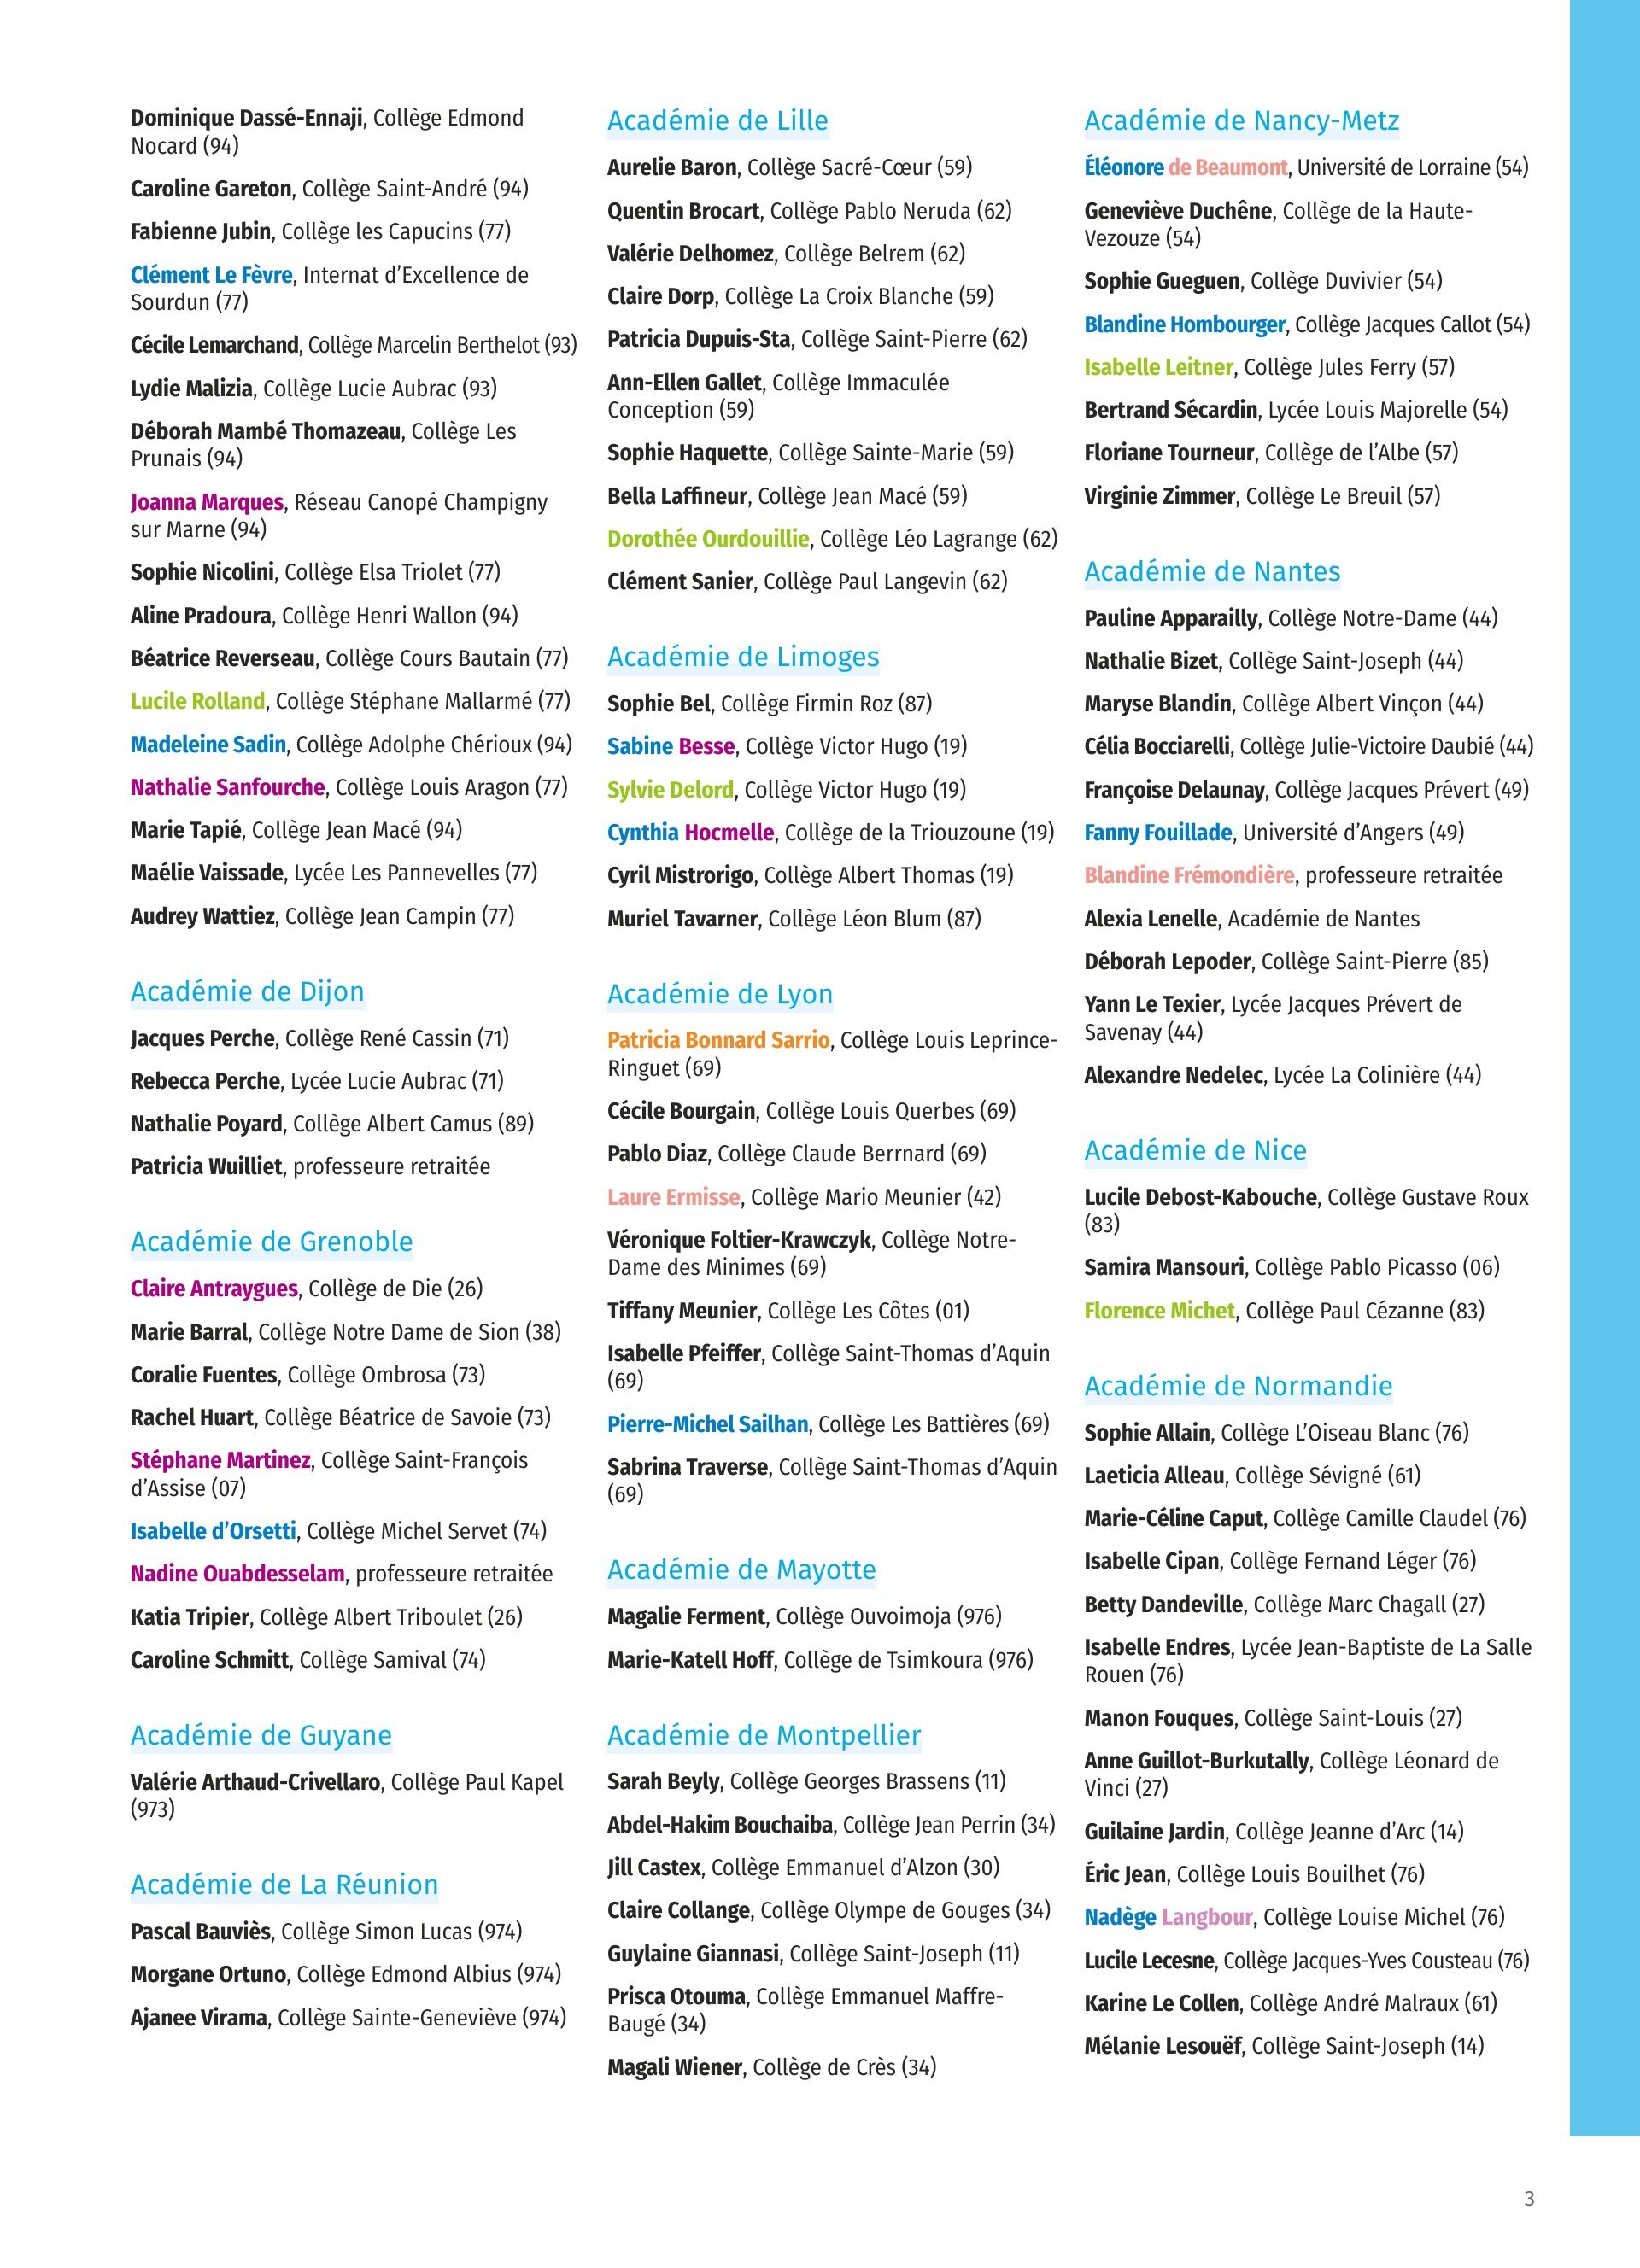 Dominique Dassé-Ennaji, Collège Edmond
Nocard (94)
Caroline Gareton, Collège Saint-André (94)
Fabienne Jubin, Collège les Capucins (77)
Clément Le Fèvre, Internat d’Excellence de
Sourdun (77)
Cécile Lemarchand, Collège Marcelin Berthelot (93)
Lydie Malizia, Collège Lucie Aubrac (93)
Déborah Mambé Thomazeau, Collège Les
Prunais (94)
Joanna Marques, Réseau Canopé Champigny
sur Marne (94)
Sophie Nicolini, Collège Elsa Triolet (77)
Aline Pradoura, Collège Henri Wallon (94)
Béatrice Reverseau, Collège Cours Bautain (77)
Lucile Rolland, Collège Stéphane Mallarmé (77)
Madeleine Sadin, Collège Adolphe Chérioux (94)
Nathalie Sanfourche, Collège Louis Aragon (77)
Marie Tapié, Collège Jean Macé (94)
Maélie Vaissade, Lycée Les Pannevelles (77)
Audrey Wattiez, Collège Jean Campin (77)
Académie de Dijon
Jacques Perche, Collège René Cassin (71)
Rebecca Perche, Lycée Lucie Aubrac (71)
Nathalie Poyard, Collège Albert Camus (89)
Patricia Wuilliet, professeure retraitée
Académie de Grenoble
Claire Antraygues, Collège de Die (26)
Marie Barral, Collège Notre Dame de Sion (38)
Coralie Fuentes, Collège Ombrosa (73)
Rachel Huart, Collège Béatrice de Savoie (73)
Stéphane Martinez, Collège Saint-François
d’Assise (07)
Isabelle d’Orsetti, Collège Michel Servet (74)
Nadine Ouabdesselam, professeure retraitée
Katia Tripier, Collège Albert Triboulet (26)
Caroline Schmitt, Collège Samival (74)
Académie de Guyane
Valérie Arthaud-Crivellaro, Collège Paul Kapel
(973)
Académie de La Réunion
Pascal Bauviès, Collège Simon Lucas (974)
Morgane Ortuno, Collège Edmond Albius (974)
Ajanee Virama, Collège Sainte-Geneviève (974)
Académie de Lille
Aurelie Baron, Collège Sacré-Cœur (59)
Quentin Brocart, Collège Pablo Neruda (62)
Valérie Delhomez, Collège Belrem (62)
Claire Dorp, Collège La Croix Blanche (59)
Patricia Dupuis-Sta, Collège Saint-Pierre (62)
Ann-Ellen Gallet, Collège Immaculée
Conception (59)
Sophie Haquette, Collège Sainte-Marie (59)
Bella Laffineur, Collège Jean Macé (59)
Dorothée Ourdouillie, Collège Léo Lagrange (62)
Clément Sanier, Collège Paul Langevin (62)
Académie de Limoges
Sophie Bel, Collège Firmin Roz (87)
Sabine Besse, Collège Victor Hugo (19)
Sylvie Delord, Collège Victor Hugo (19)
Cynthia Hocmelle, Collège de la Triouzoune (19)
Cyril Mistrorigo, Collège Albert Thomas (19)
Muriel Tavarner, Collège Léon Blum (87)
Académie de Lyon
Patricia Bonnard Sarrio, Collège Louis Leprince-
Ringuet (69)
Cécile Bourgain, Collège Louis Querbes (69)
Pablo Diaz, Collège Claude Berrnard (69)
Laure Ermisse, Collège Mario Meunier (42)
Véronique Foltier-Krawczyk, Collège Notre-
Dame des Minimes (69)
Tiffany Meunier, Collège Les Côtes (01)
Isabelle Pfeiffer, Collège Saint-Thomas d’Aquin
(69)
Pierre-Michel Sailhan, Collège Les Battières (69)
Sabrina Traverse, Collège Saint-Thomas d’Aquin
(69)
Académie de Mayotte
Magalie Ferment, Collège Ouvoimoja (976)
Marie-Katell Hoff, Collège de Tsimkoura (976)
Académie de Montpellier
Sarah Beyly, Collège Georges Brassens (11)
Abdel-Hakim Bouchaiba, Collège Jean Perrin (34)
Jill Castex, Collège Emmanuel d’Alzon (30)
Claire Collange, Collège Olympe de Gouges (34)
Guylaine Giannasi, Collège Saint-Joseph (11)
Prisca Otouma, Collège Emmanuel Maffre-
Baugé (34)
Magali Wiener, Collège de Crès (34)
Académie de Nancy-Metz
Éléonore de Beaumont, Université de Lorraine (54)
Geneviève Duchêne, Collège de la Haute-
Vezouze (54)
Sophie Gueguen, Collège Duvivier (54)
Blandine Hombourger, Collège Jacques Callot (54)
Isabelle Leitner, Collège Jules Ferry (57)
Bertrand Sécardin, Lycée Louis Majorelle (54)
Floriane Tourneur, Collège de l’Albe (57)
Virginie Zimmer, Collège Le Breuil (57)
Académie de Nantes
Pauline Apparailly, Collège Notre-Dame (44)
Nathalie Bizet, Collège Saint-Joseph (44)
Maryse Blandin, Collège Albert Vinçon (44)
Célia Bocciarelli, Collège Julie-Victoire Daubié (44)
Françoise Delaunay, Collège Jacques Prévert (49)
Fanny Fouillade, Université d’Angers (49)
Blandine Frémondière, professeure retraitée
Alexia Lenelle, Académie de Nantes
Déborah Lepoder, Collège Saint-Pierre (85)
Yann Le Texier, Lycée Jacques Prévert de
Savenay (44)
Alexandre Nedelec, Lycée La Colinière (44)
Académie de Nice
Lucile Debost-Kabouche, Collège Gustave Roux
(83)
Samira Mansouri, Collège Pablo Picasso (06)
Florence Michet, Collège Paul Cézanne (83)
Académie de Normandie
Sophie Allain, Collège L’Oiseau Blanc (76)
Laeticia Alleau, Collège Sévigné (61)
Marie-Céline Caput, Collège Camille Claudel (76)
Isabelle Cipan, Collège Fernand Léger (76)
Betty Dandeville, Collège Marc Chagall (27)
Isabelle Endres, Lycée Jean-Baptiste de La Salle
Rouen (76)
Manon Fouques, Collège Saint-Louis (27)
Anne Guillot-Burkutally, Collège Léonard de
Vinci (27)
Guilaine Jardin, Collège Jeanne d’Arc (14)
Éric Jean, Collège Louis Bouilhet (76)
Nadège Langbour, Collège Louise Michel (76)
Lucile Lecesne, Collège Jacques-Yves Cousteau (76)
Karine Le Collen, Collège André Malraux (61)
Mélanie Lesouëf, Collège Saint-Joseph (14)
3